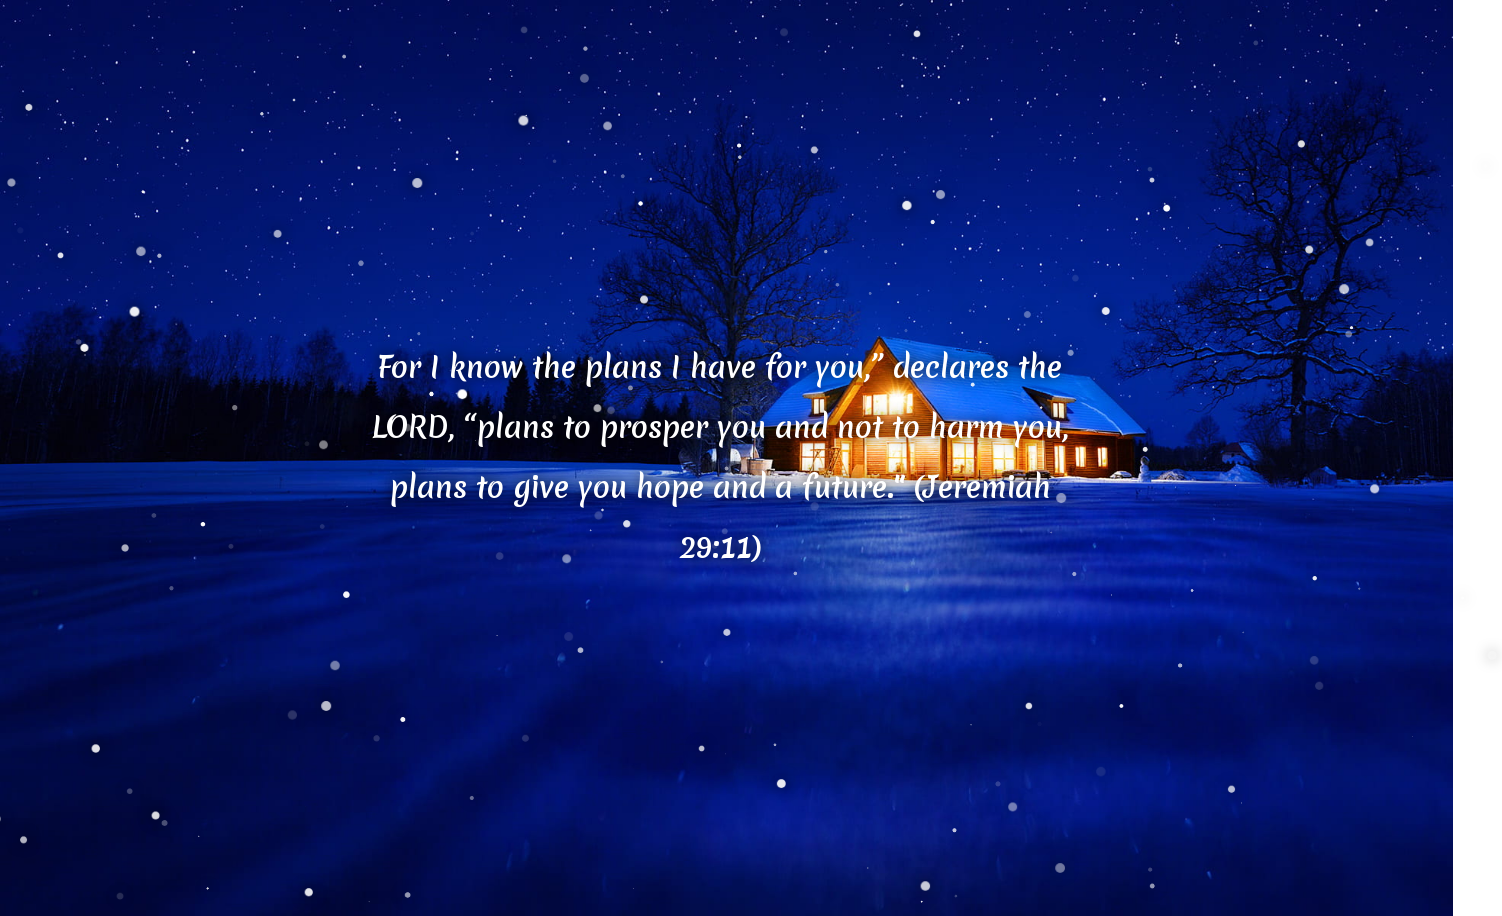 For I know the plans I have for you,” declares the
LORD, “plans to prosper you and not to harm you,
plans to give you hope and a future." (Jeremiah
29:11)